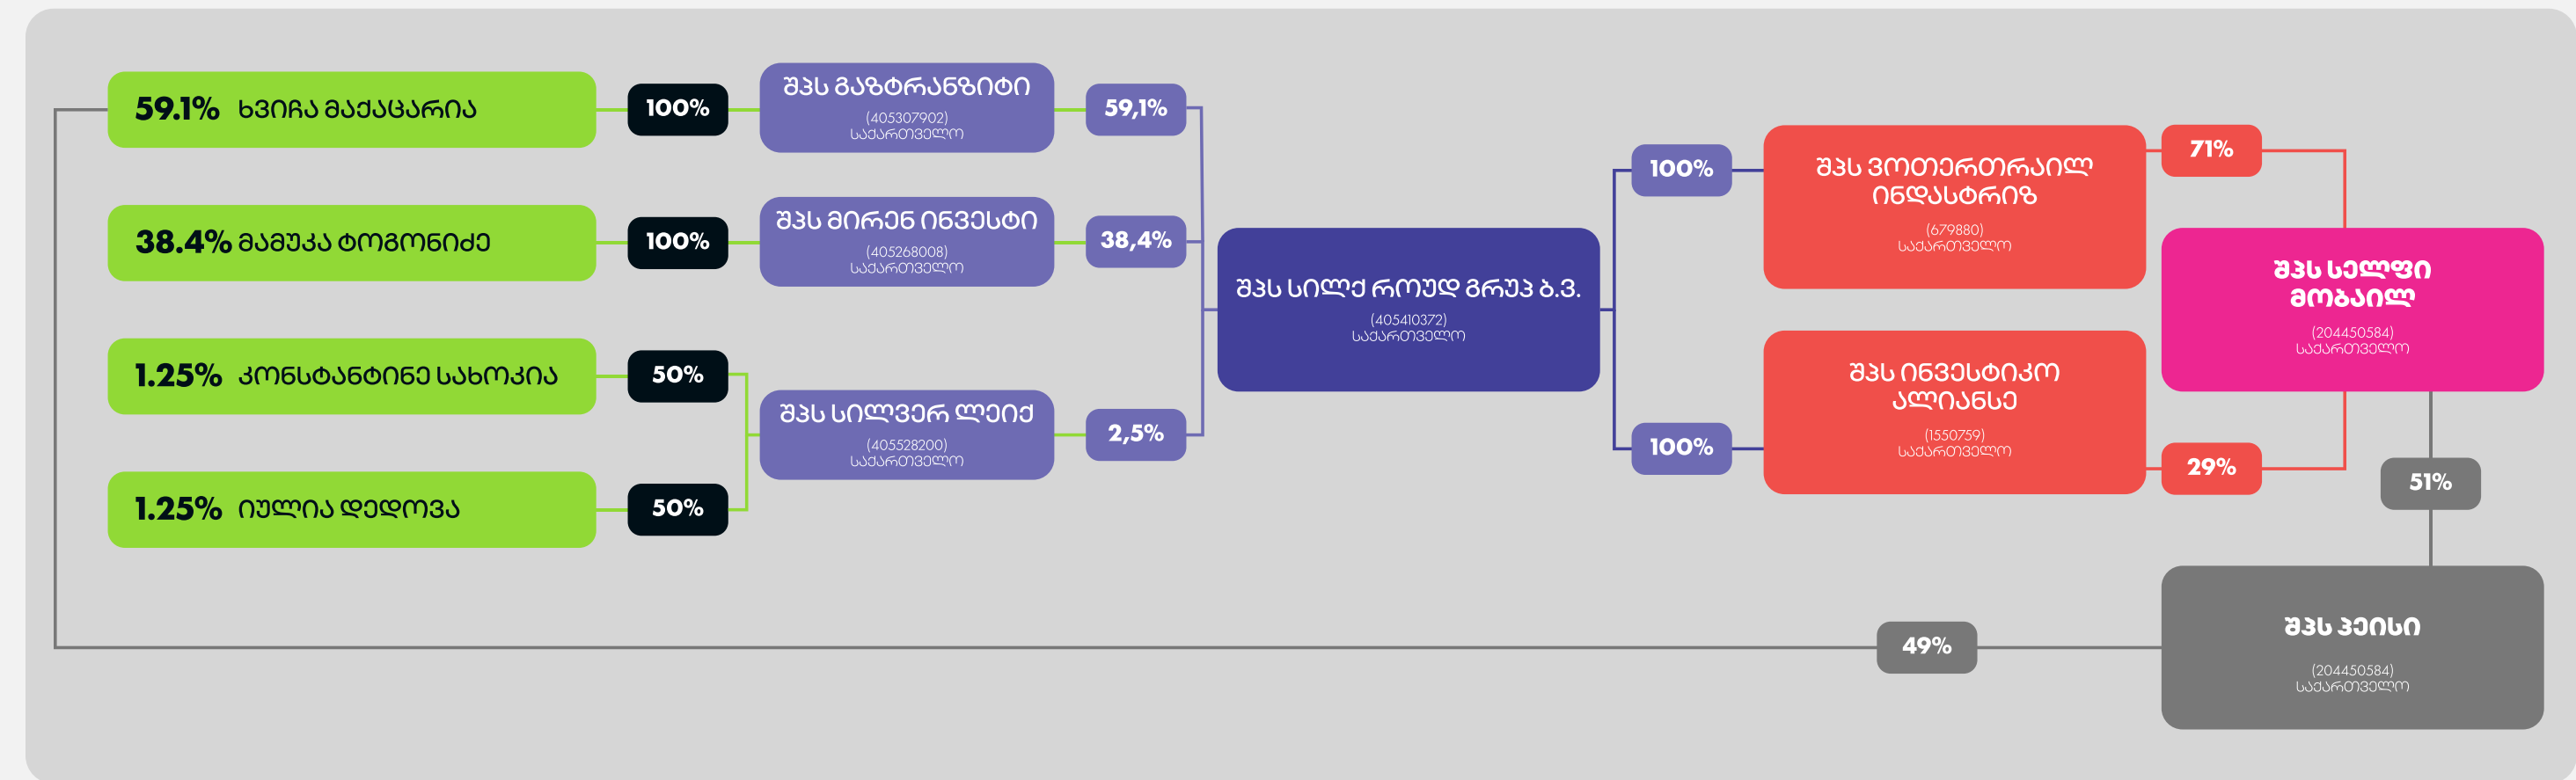 59.1% ხვიჩა მაქაცარია
100%
შპს გაზტრანზიტი
(405307902)
საქართველო
59,1%
38.4% მამუკა ტოგონიძე
100%
შპს მირენ ინვესტი
(405268008)
საქართველო
38,4%
1.25% კონსტანტინე სახოკია
50%
1.25% იულია დედოვა
50%
შპს სილვერ ლეიქ
(405528200)
საქართველო
2,5%
შპს სილქ როუდ გრუპ ბ.ვ.
(405410372)
საქართველო
100%
შპს ვოთერთრაილ
ინდასტრიზ
(679880)
საქართველო
71%
100%
შპს ინვესტიკო
ალიანსე
(1550759)
საქართველო
29%
შპს სელფი
მობაილ
(204450584)
საქართველო
51%
49%
შპს პეისი
(204450584)
საქართველო